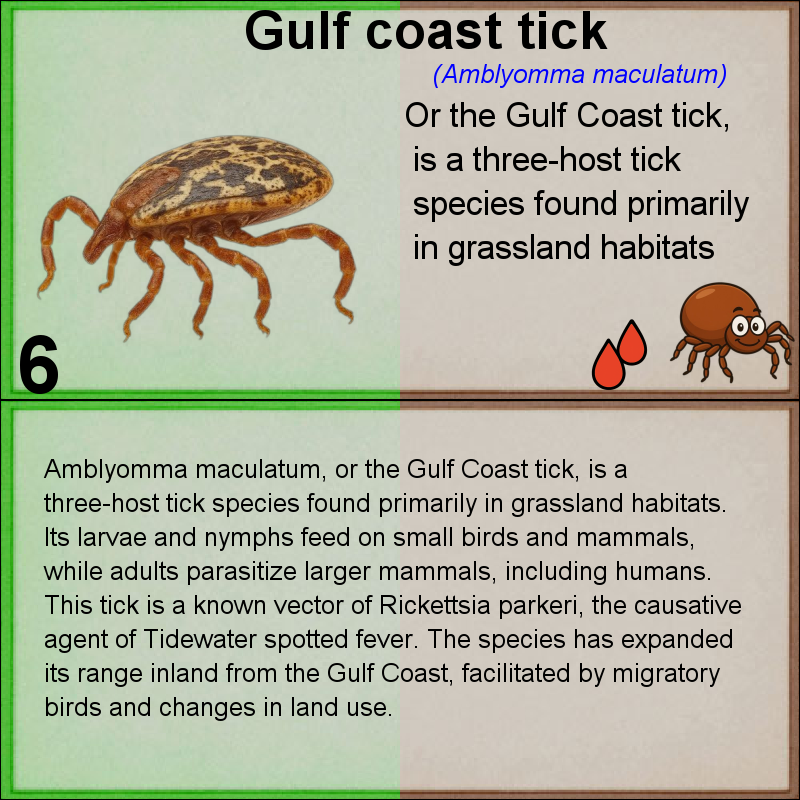 Gulf coast tick
(Amblyomma maculatum)
Or the Gulf Coast tick,
is a three-host tick
species found primarily
in grassland habitats
6
Amblyomma maculatum, or the Gulf Coast tick, is a
three-host tick species found primarily in grassland habitats.
Its larvae and nymphs feed on small birds and mammals,
while adults parasitize larger mammals, including humans.
This tick is a known vector of Rickettsia parkeri, the causative
agent of Tidewater spotted fever. The species has expanded
its range inland from the Gulf Coast, facilitated by migratory
birds and changes in land use.